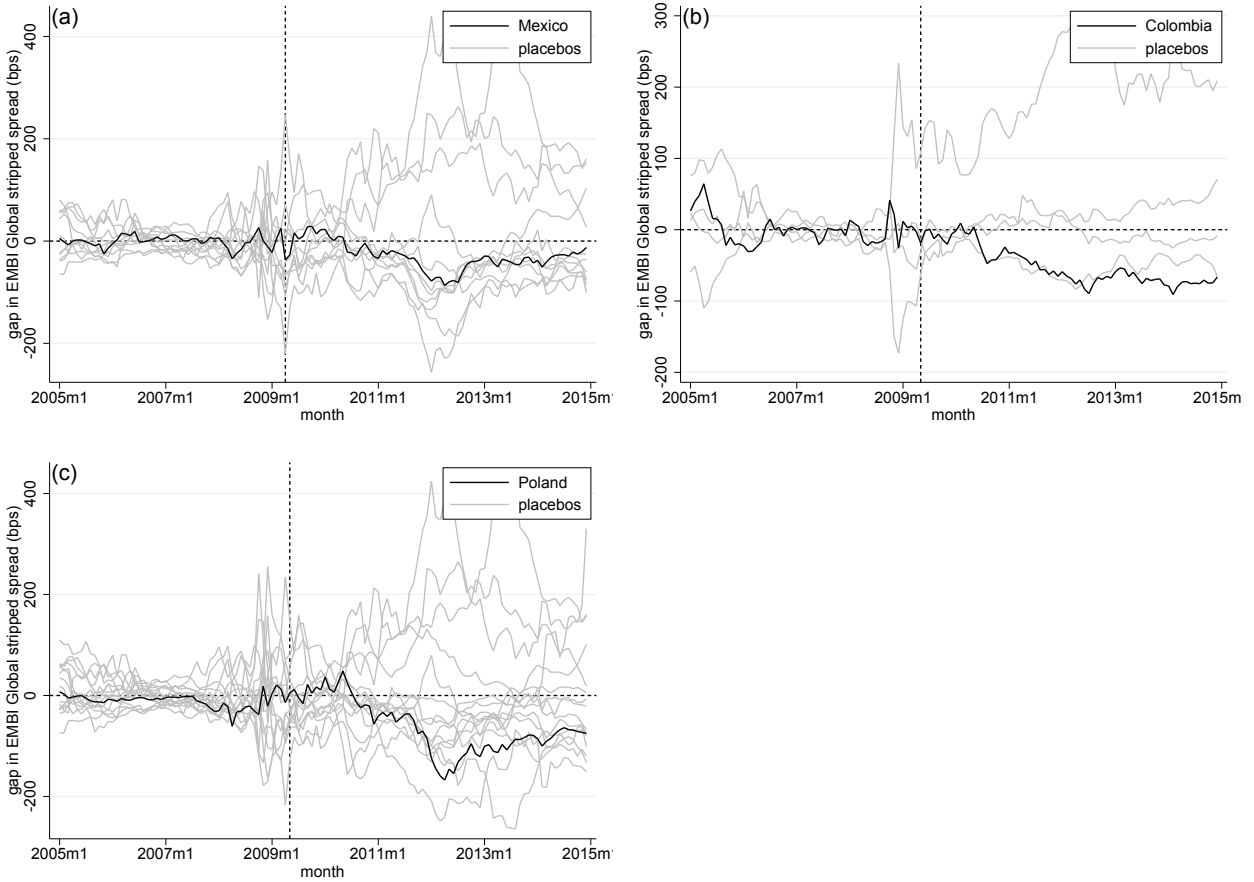 (a)
Mexico
placebos
gap in EMBI Global stripped spread (bps)
400
200
0
-200
2005m1 2007m1 2009m1 2011m1 2013m1 2015m1
month
(b)
Colombia
placebos
gap in EMBI Global stripped spread (bps)
300
200
100
0
-100
-200
2005m1 2007m1 2009m1 2011m1 2013m1 2015m
month
(c)
Poland
placebos
gap in EMBI Global stripped spread (bps)
400
200
0
-200
2005m1 2007m1 2009m1 2011m1 2013m1 2015m1
month